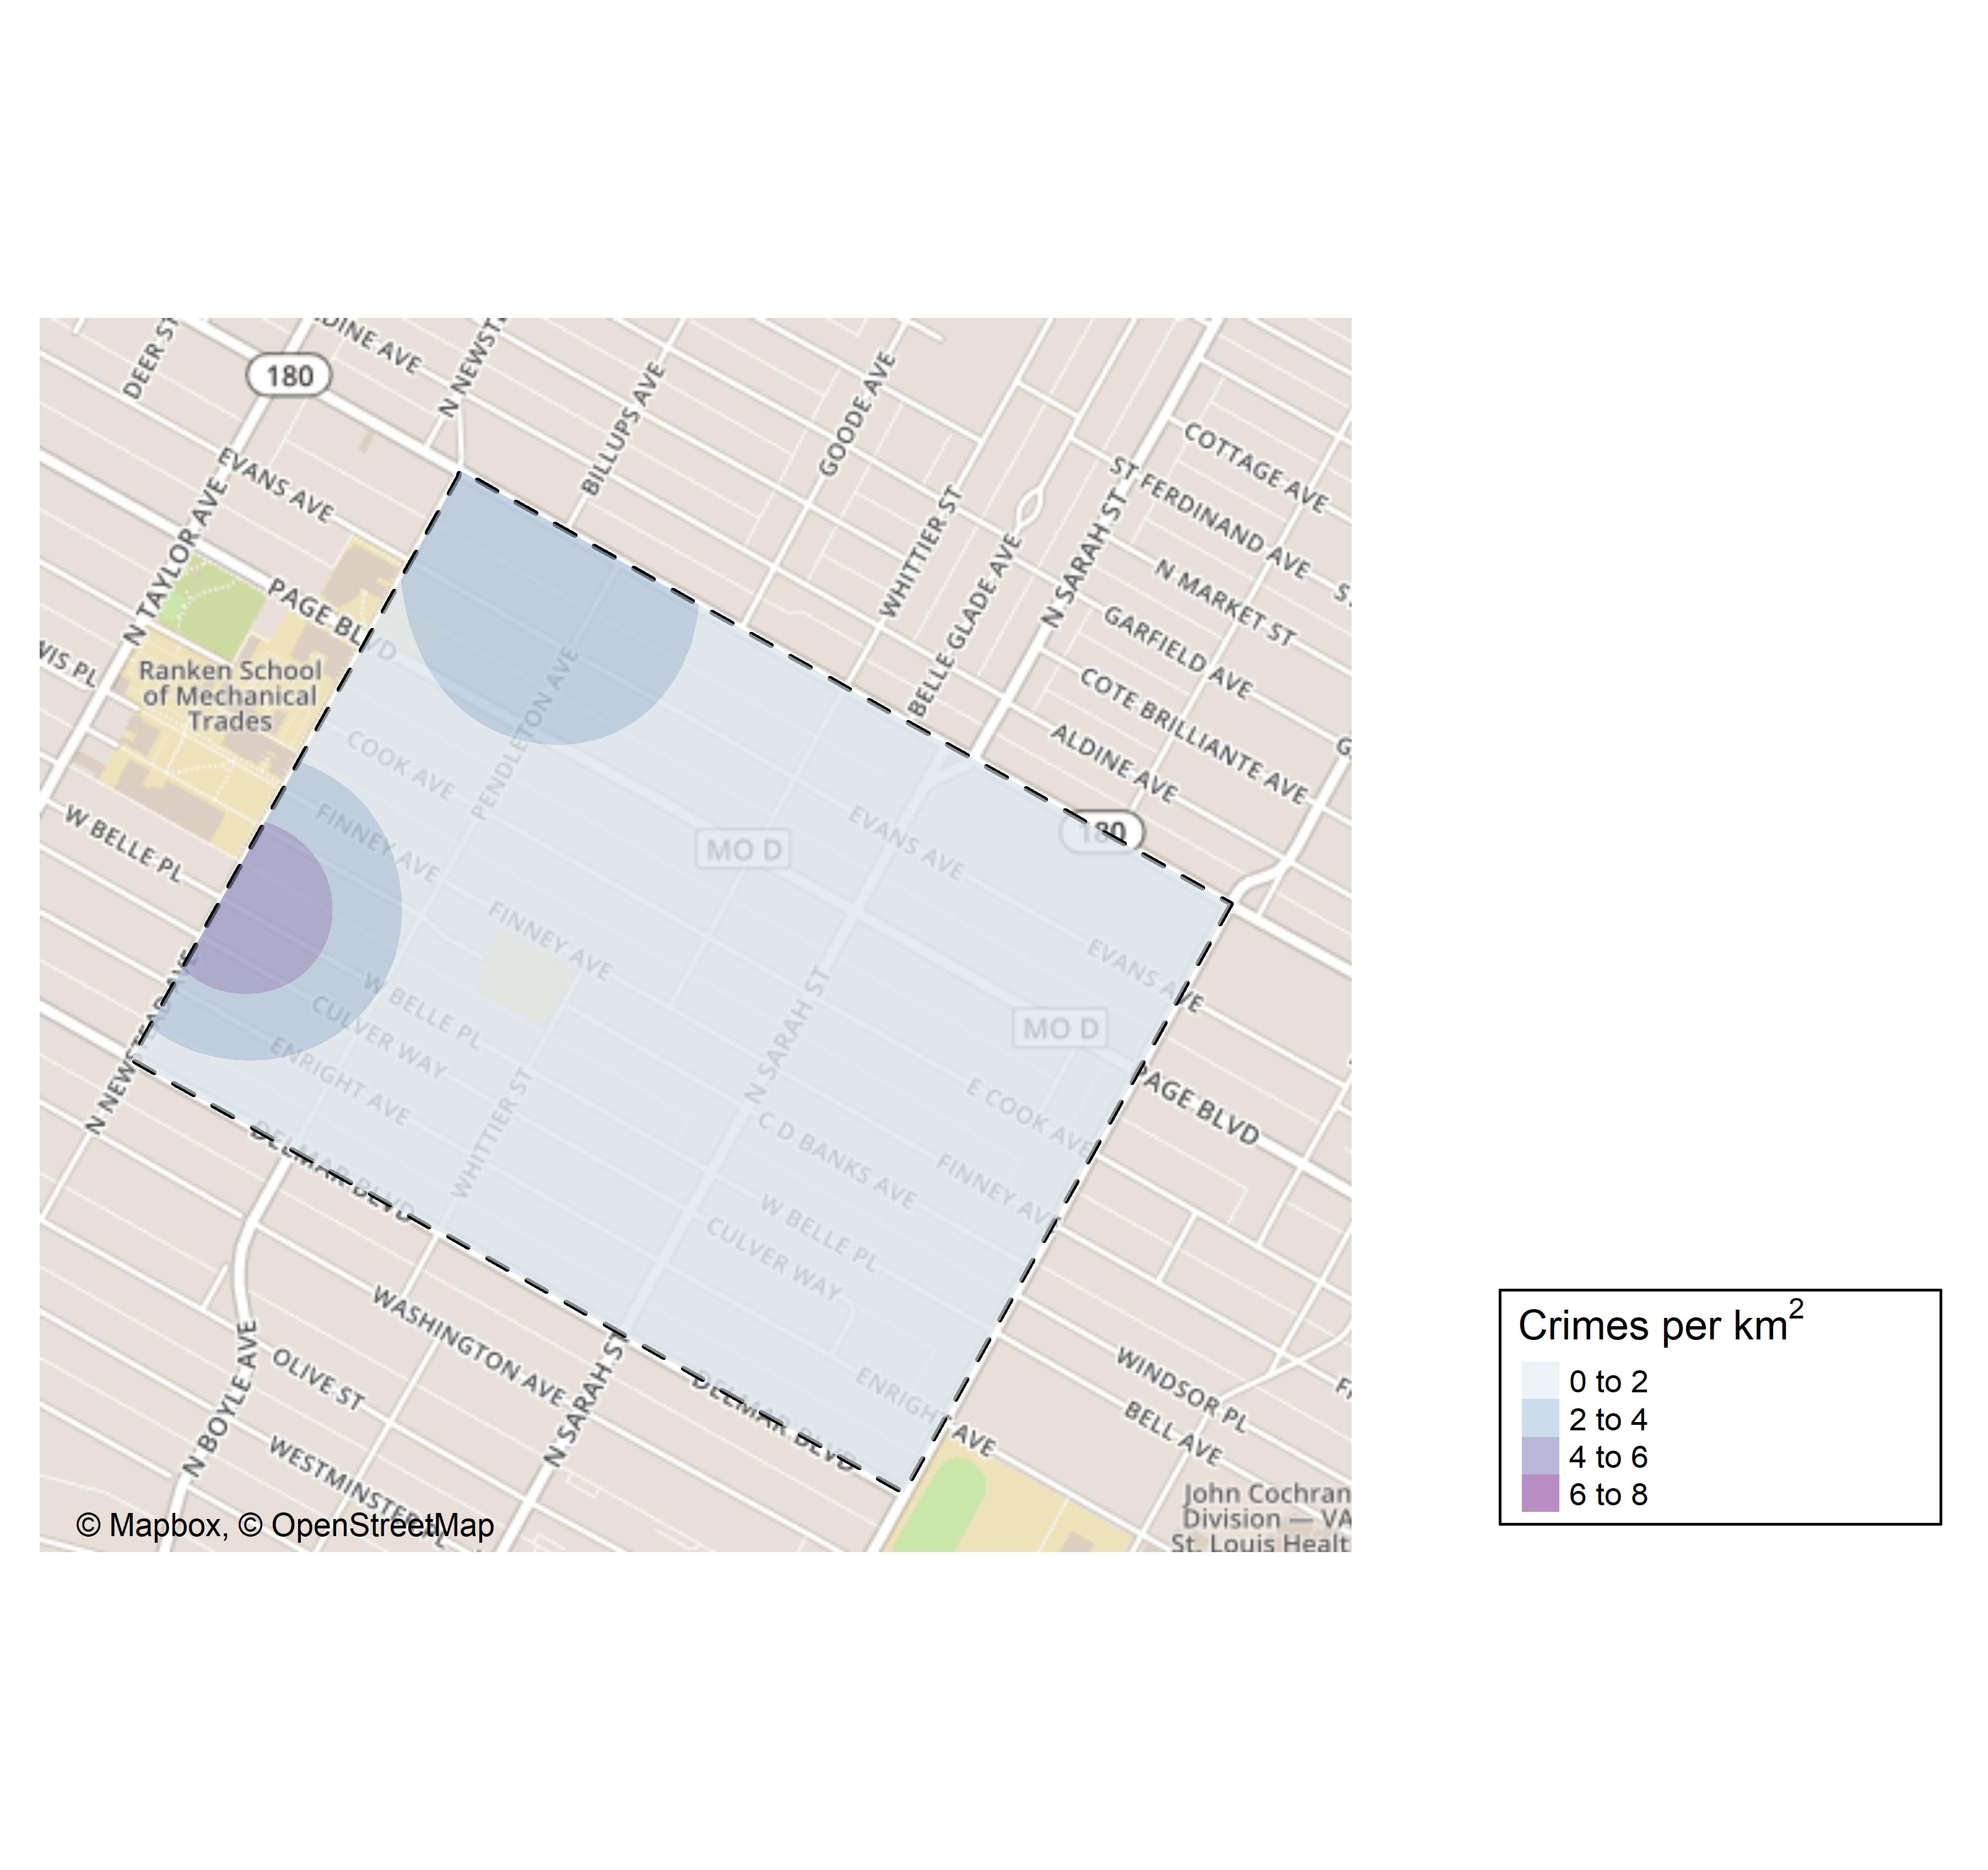 DEER ST
DINE AVE
N NEWST
180
BILLUPS AVE
GOODE AVE
COTTAGE AVE
ST FERDINAND AVE
EVANS AVE
WHITTIER ST
N SARAH ST
N MARKET ST
S
N TAYLOR AVE
PAGE BLVD
BELLE GLADE AVE
GARFIELD AVE
WIS PL
Ranken School
of Mechanical
Trades
PENDLETON AVE
COTE BRILLIANTE AVE
ALDINE AVE
G
COOK AVE
W BELLE PL
FINNEY AVE
MO D
EVANS AVE
180
FINNEY AVE
EVANS AVE
N NEWSTEAD AVE
W BELLE PL
CULVER WAY
N SARAH ST
MO D
ENRIGHT AVE
N NEW
WHITTIER ST
E COOK AVE
PAGE BLVD
DELMAR BLVD
C D BANKS AVE
FINNEY AVE
W BELLE PL
CULVER WAY
WASHINGTON AVE
OLIVE ST
N BOYLE AVE
N SARAH ST
DELMAR BLVD
ENRIGHT AVE
WINDSOR PL
BELL AVE
FI
WESTMINSTER PL
John Cochran
Division — VA
St. Louis Healt
© Mapbox, © OpenStreetMap
Crimes per km2
0 to 2
2 to 4
4 to 6
6 to 8